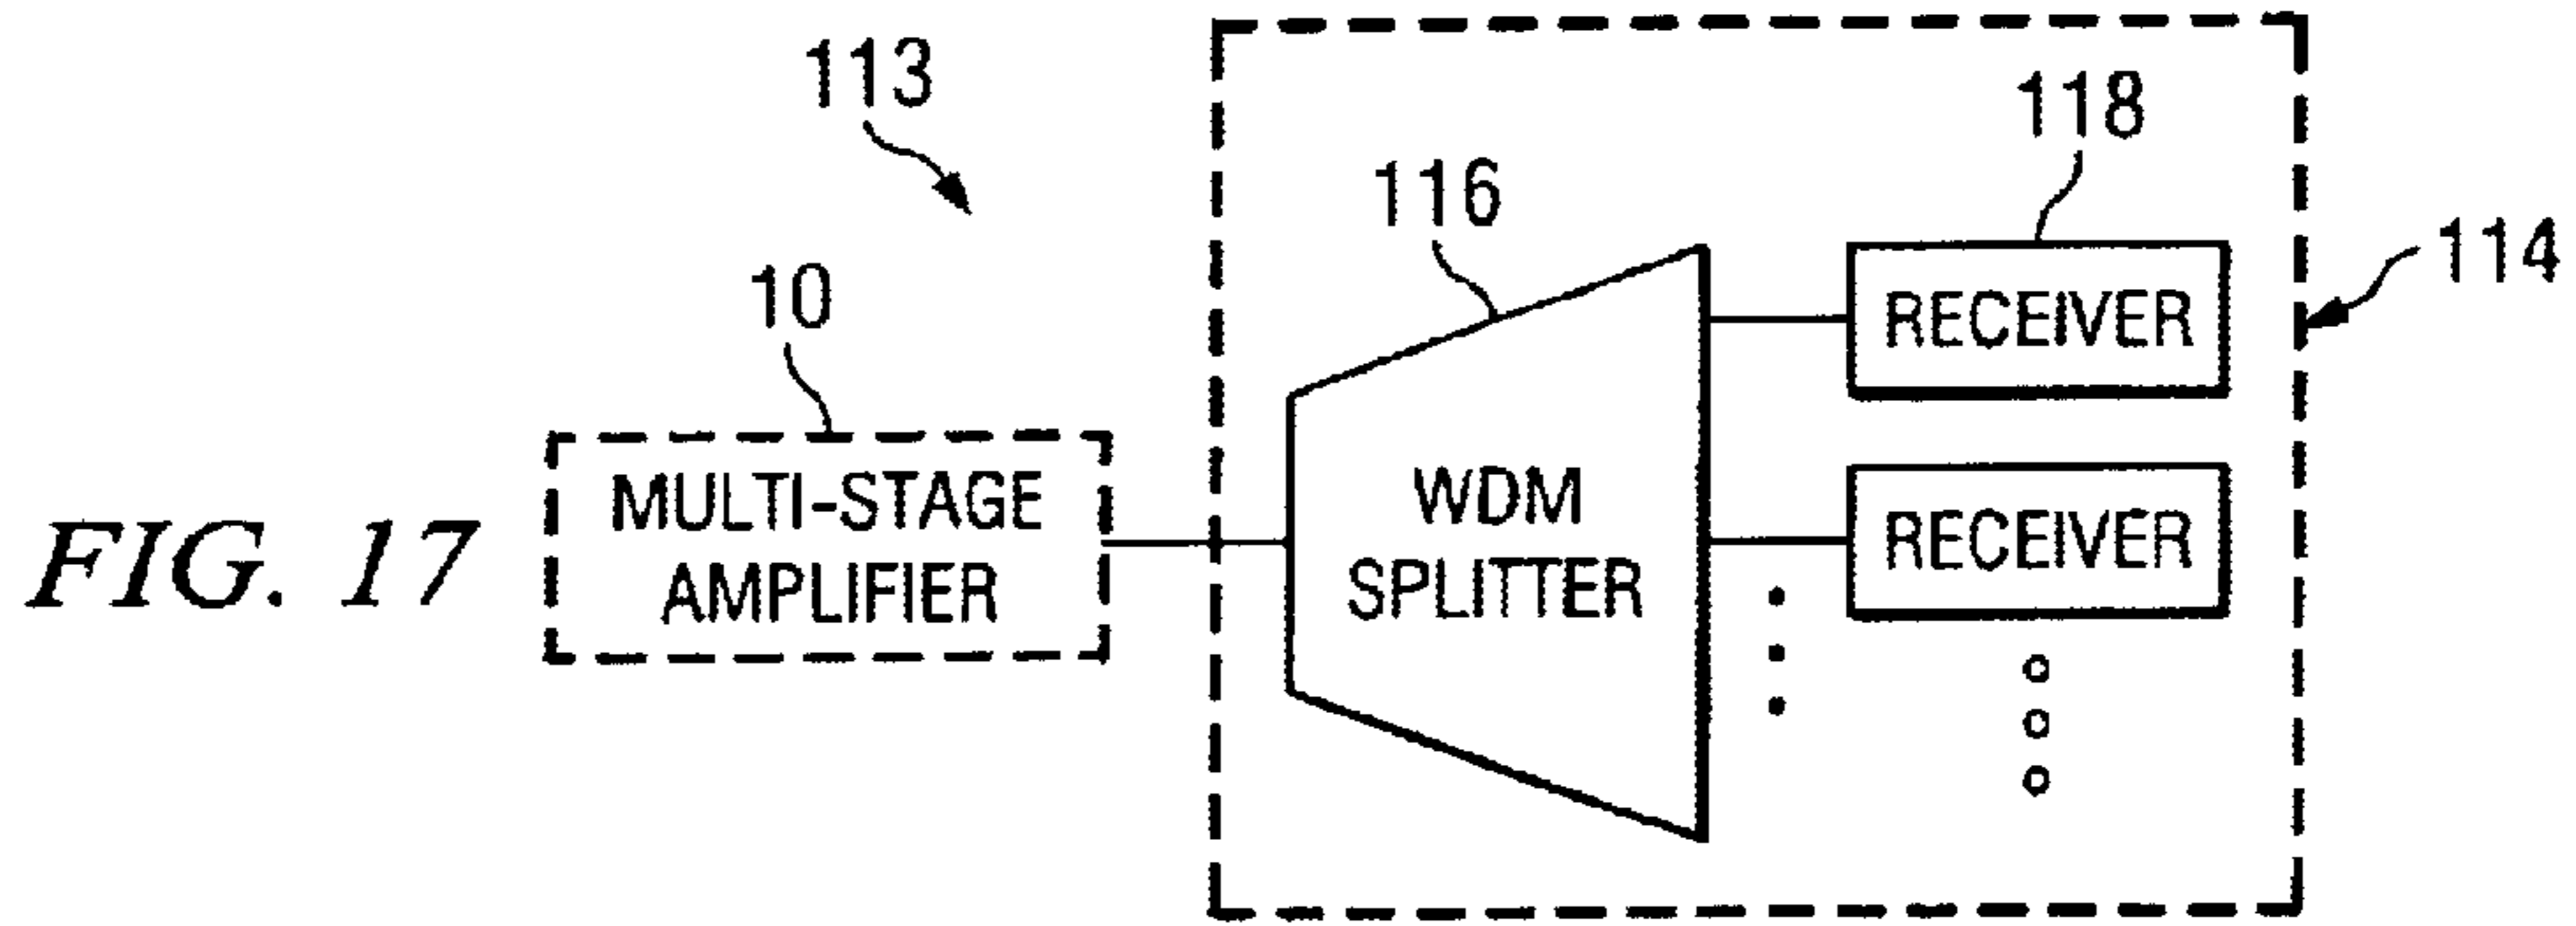 113
118
116
114
10
RECEIVER
MULTI-STAGE
AMPLIFIER
WDM
SPLITTER
RECEIVER
FIG. 17